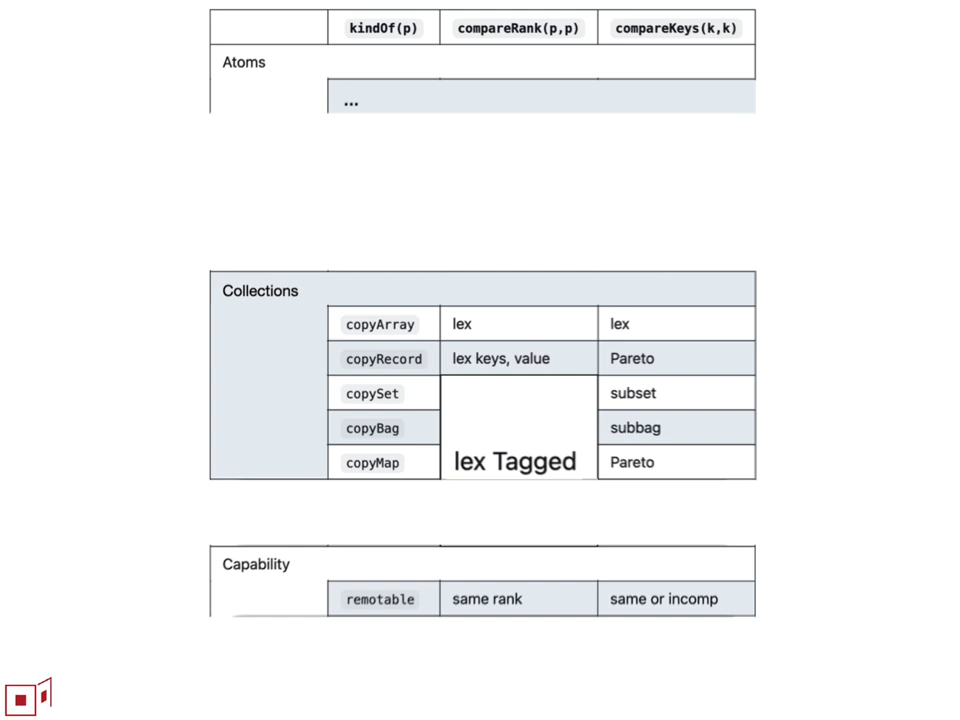 kindOf(p) compareRank(p,p) compareKeys(k,k)
Atoms
...
Collections
copyArray lex lex
copyRecord lex keys, value Pareto
copySet subset
copyBag subbag
copyMap lex Tagged Pareto
Capability
remotable same rank same or incomp